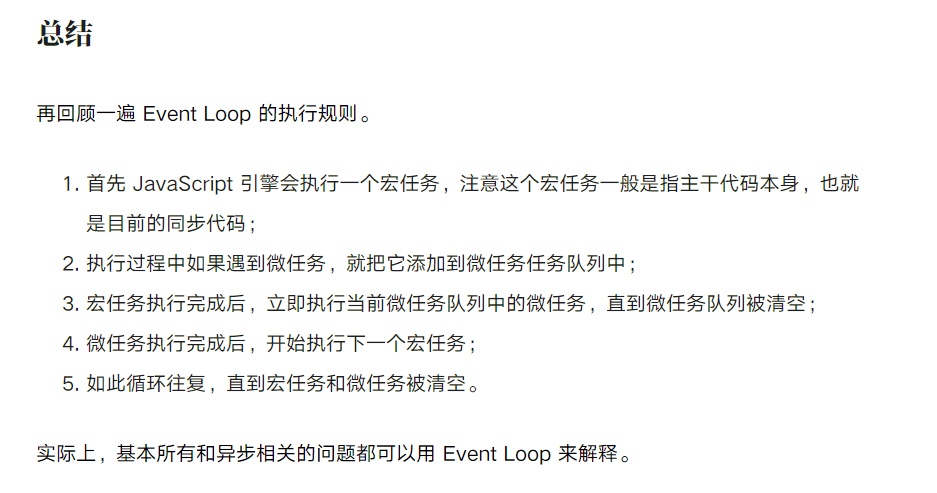 总结
再回顾一遍 Event Loop 的执行规则。
1. 首先 JavaScript 引擎会执行一个宏任务，注意这个宏任务一般是指主干代码本身，也就
是目前的同步代码；
2. 执行过程中如果遇到微任务，就把它添加到微任务任务队列中；
3. 宏任务执行完成后，立即执行当前微任务队列中的微任务，直到微任务队列被清空；
4. 微任务执行完成后，开始执行下一个宏任务；
5. 如此循环往复，直到宏任务和微任务被清空。
实际上，基本所有和异步相关的问题都可以用 Event Loop 来解释。